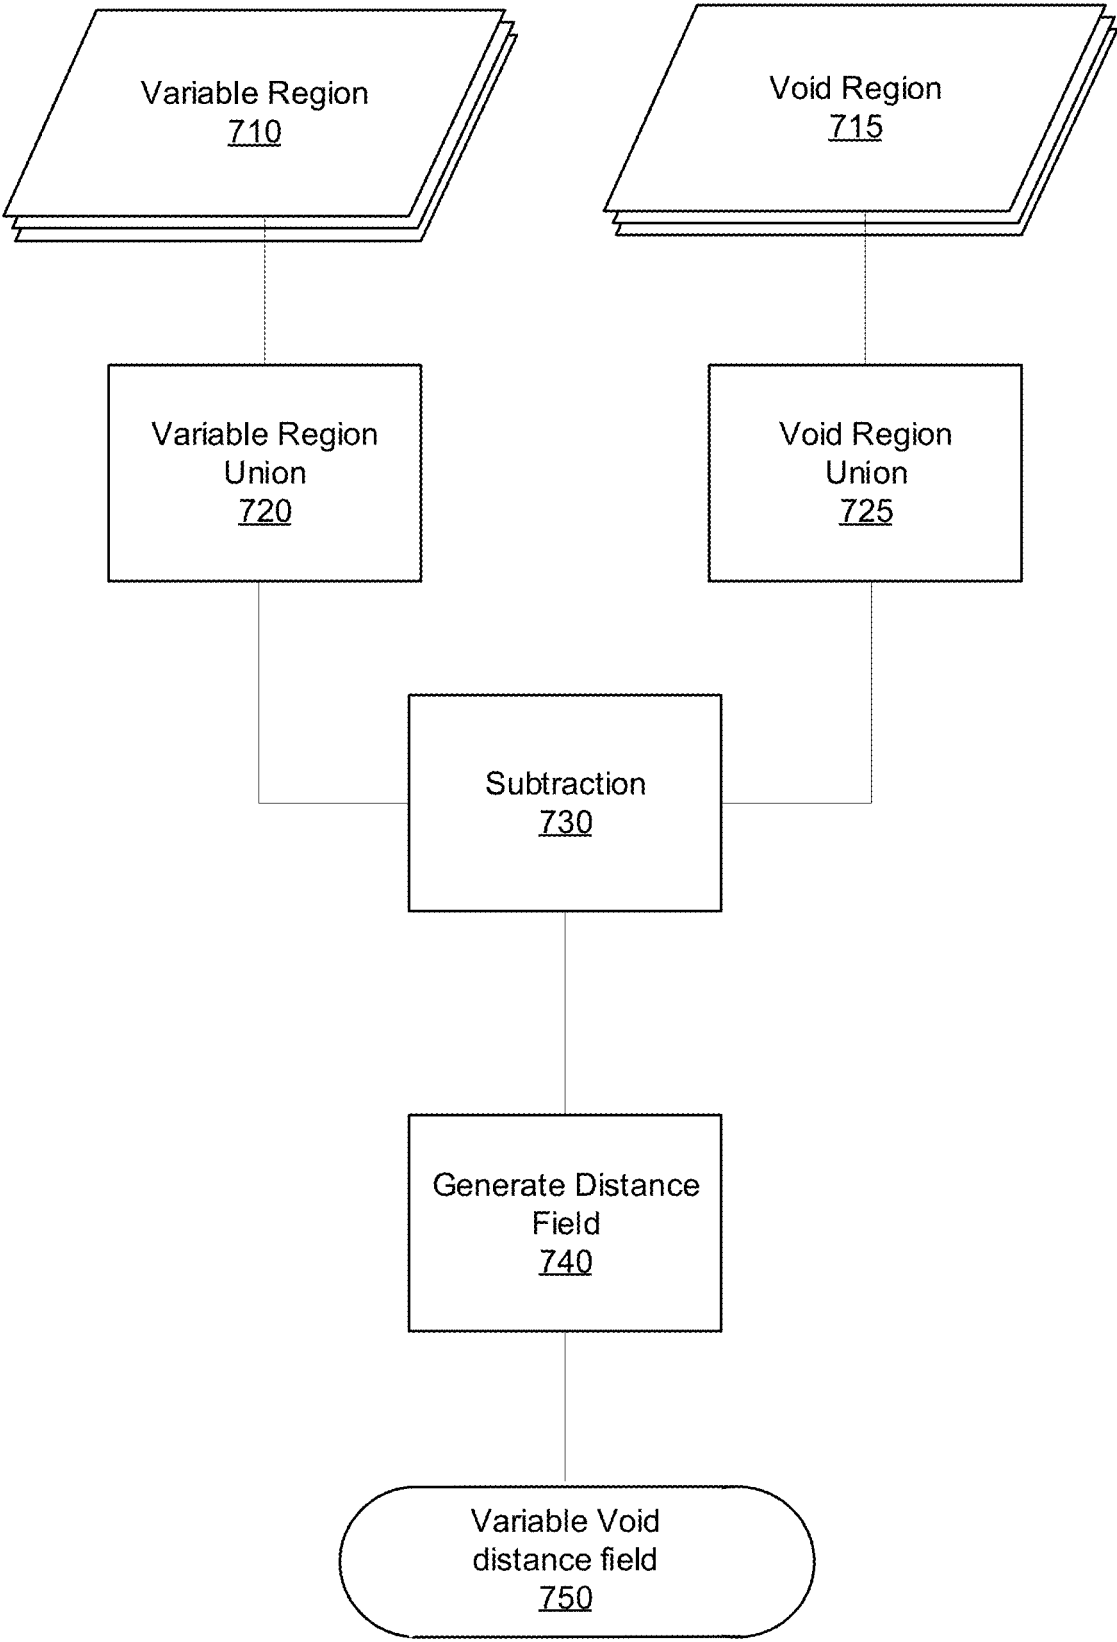 Variable Region
710
Void Region
715
Variable Region
Union
720
Void Region
Union
725
Subtraction
730
Generate Distance
Field
740
Variable Void
distance field
750